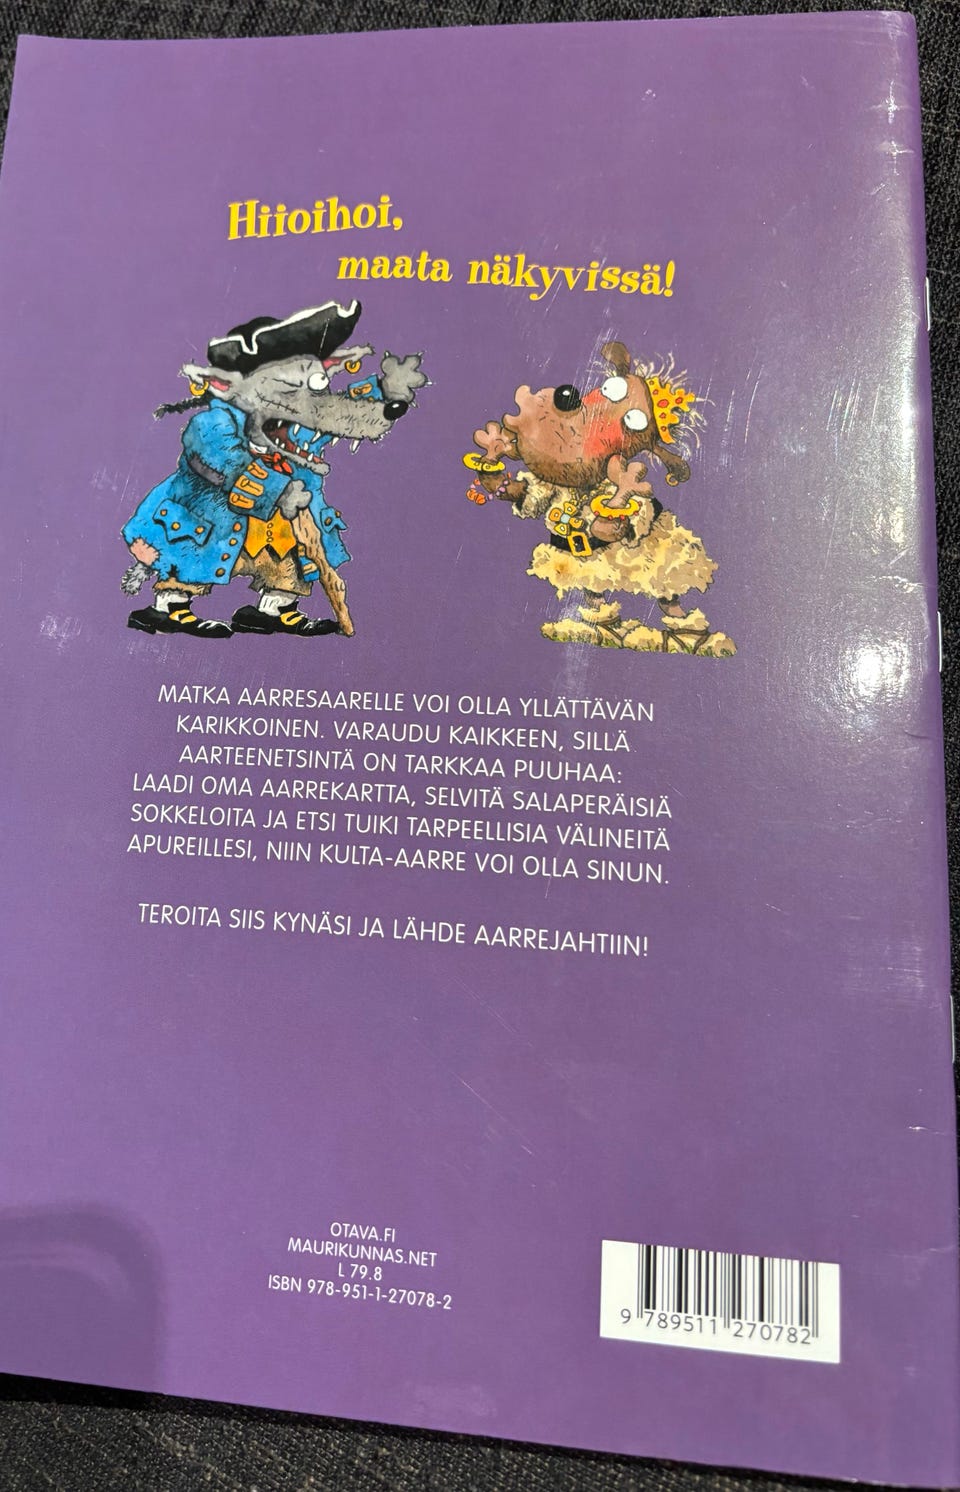 Hiioihoi,
maata näkyvissä!
MATKA AARRESAARELLE VOI OLLA YLLÄTTÄVÄN
KARIKKOINEN. VARAUDU KAIKKEEN, SILLÄ
AARTEENETSINTÄ ON TARKKAA PUUHAA:
LAADI OMA AARREKARTTA, SELVITÄ SALAPERÄISIÄ
SOKKELOITA JA ETSI TUIKI TARPEELLISIA VÄLINEITÄ
APUREILLESI, NIIN KULTA-AARRE VOI OLLA SINUN.
TEROITA SIIS KYNÄSI JA LÄHDE AARREJAHTIIN!
OTAVA.FI
MAURIKUNNAS.NET
L 79.8
ISBN 978-951-1-27078-2
9 789511 270782